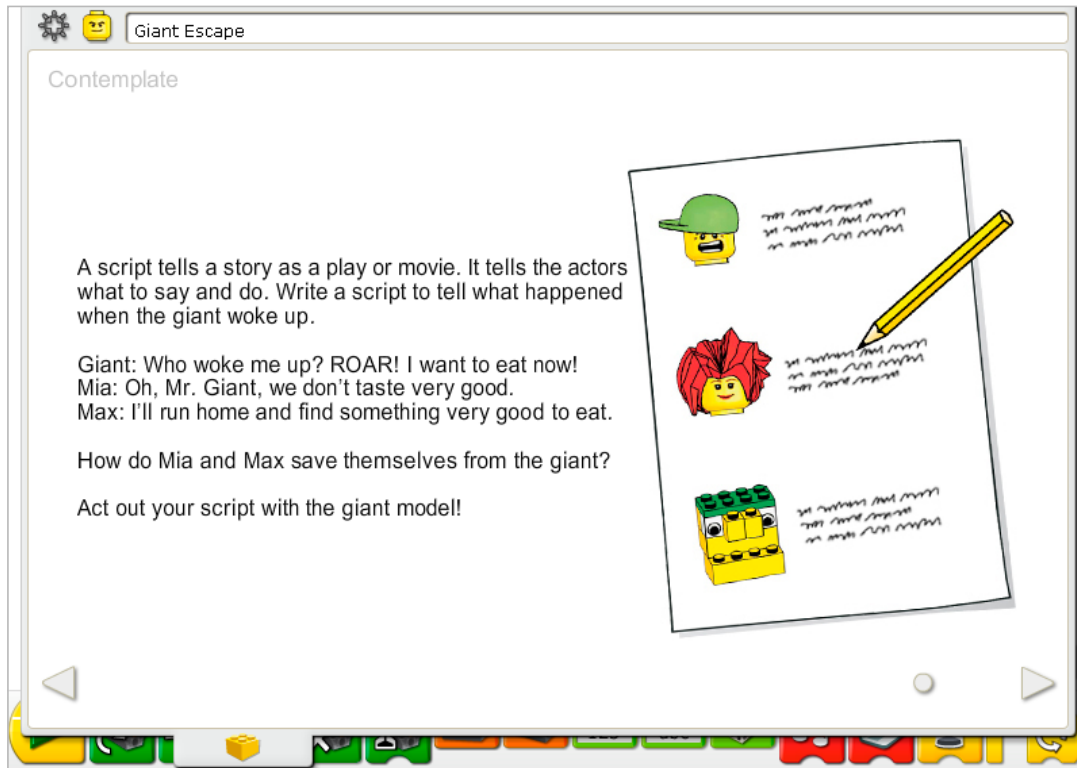 Giant Escape
Contemplate
A script tells a story as a play or movie. It tells the actors
what to say and do. Write a script to tell what happened
when the giant woke up.
Giant: Who woke me up? ROAR! I want to eat now!
Mia: Oh, Mr. Giant, we don't taste very good.
Max: I'll run home and find something very good to eat.
How do Mia and Max save themselves from the giant?
Act out your script with the giant model!